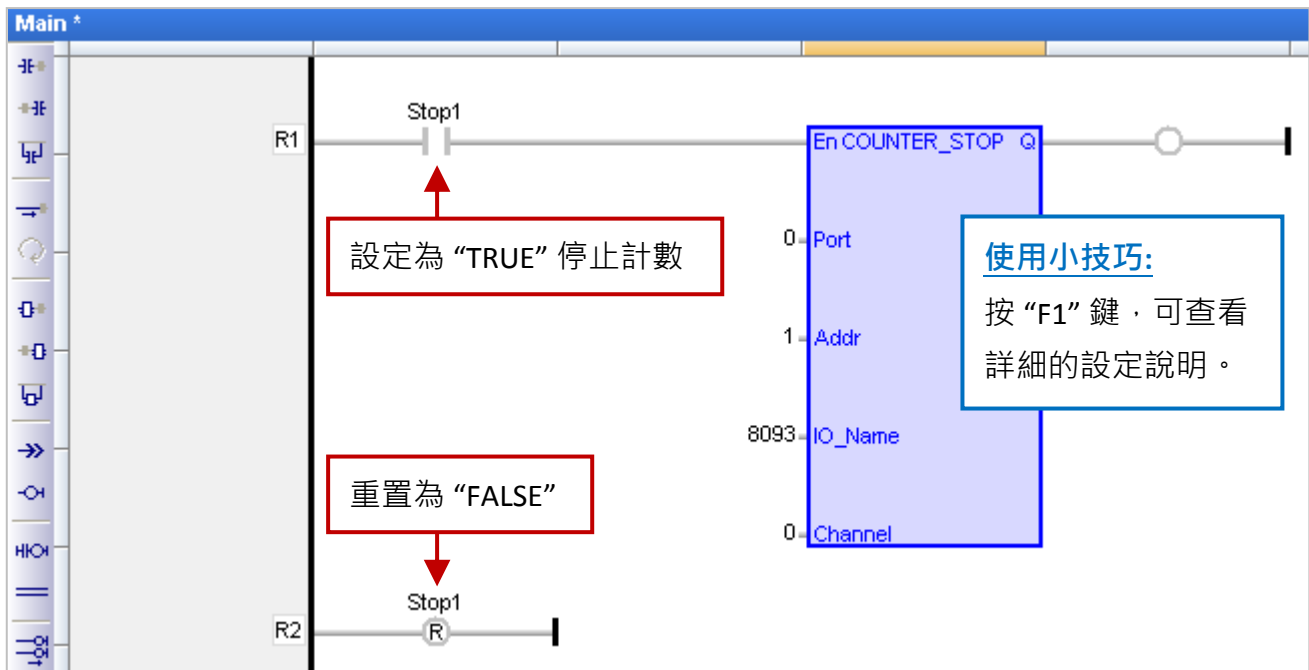 Main *
Stop1
R1
En COUNTER_STOP Q
設定為 “TRUE” 停止計數
0 Port
使用小技巧:
按 “F1” 鍵，可查看
詳細的設定說明。
1 Addr
8093 IO_Name
重置為 “FALSE”
0 Channel
Stop1
R2
R